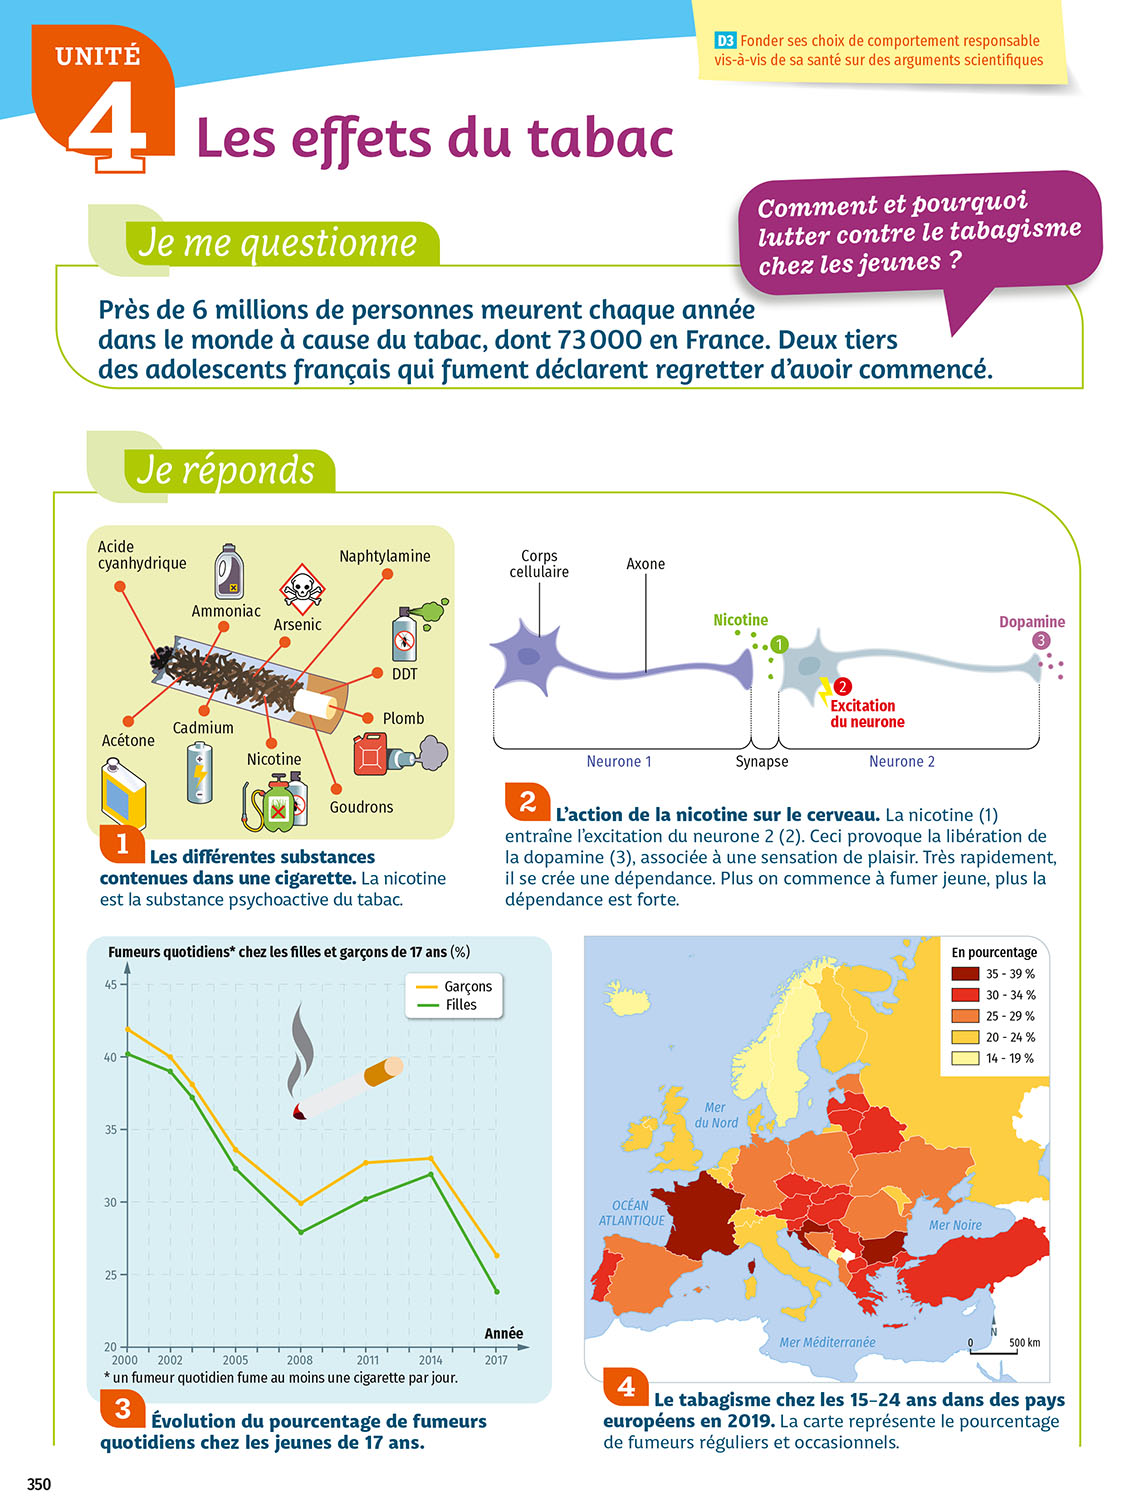 UNITÉ
4
D3 Fonder ses choix de comportement responsable
vis-à-vis de sa santé sur des arguments scientifiques
Les effets du tabac
Comment et pourquoi
lutter contre le tabagisme
chez les jeunes ?
Je me questionne
Près de 6 millions de personnes meurent chaque année
dans le monde à cause du tabac, dont 73 000 en France. Deux tiers
des adolescents français qui fument déclarent regretter d'avoir commencé.
Je réponds
Acide
cyanhydrique
Naphtylamine
Ammoniac
Arsenic
DDT
Plomb
Cadmium
Acétone
Nicotine
Goudrons
1 Les différentes substances
contenues dans une cigarette. La nicotine
est la substance psychoactive du tabac.
Corps
cellulaire
Axone
Nicotine
1
Dopamine
3
2
Excitation
du neurone
Neurone 1
Synapse
Neurone 2
2 L'action de la nicotine sur le cerveau. La nicotine (1)
entraîne l'excitation du neurone 2 (2). Ceci provoque la libération de
la dopamine (3), associée à une sensation de plaisir. Très rapidement,
il se crée une dépendance. Plus on commence à fumer jeune, plus la
dépendance est forte.
Fumeurs quotidiens* chez les filles et garçons de 17 ans (%)
Garçons
Filles
45
40
35
30
25
20
Année
2000 2002 2005 2008 2011 2014 2017
* un fumeur quotidien fume au moins une cigarette par jour.
3 Évolution du pourcentage de fumeurs
quotidiens chez les jeunes de 17 ans.
En pourcentage
35 - 39 %
30 - 34 %
25 - 29 %
20 - 24 %
14 - 19 %
Mer
du Nord
OCÉAN
ATLANTIQUE
Mer Noire
Mer Méditerranée
N
0 500 km
4 Le tabagisme chez les 15–24 ans dans des pays
européens en 2019. La carte représente le pourcentage
de fumeurs réguliers et occasionnels.
350